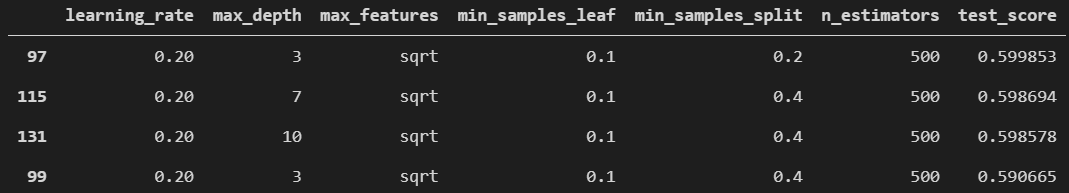 learning_rate max_depth max_features min_samples_leaf min_samples_split n_estimators test_score
97 0.20 3 sqrt 0.1 0.2 500 0.599853
115 0.20 7 sqrt 0.1 0.4 500 0.598694
131 0.20 10 sqrt 0.1 0.4 500 0.598578
99 0.20 3 sqrt 0.1 0.4 500 0.590665